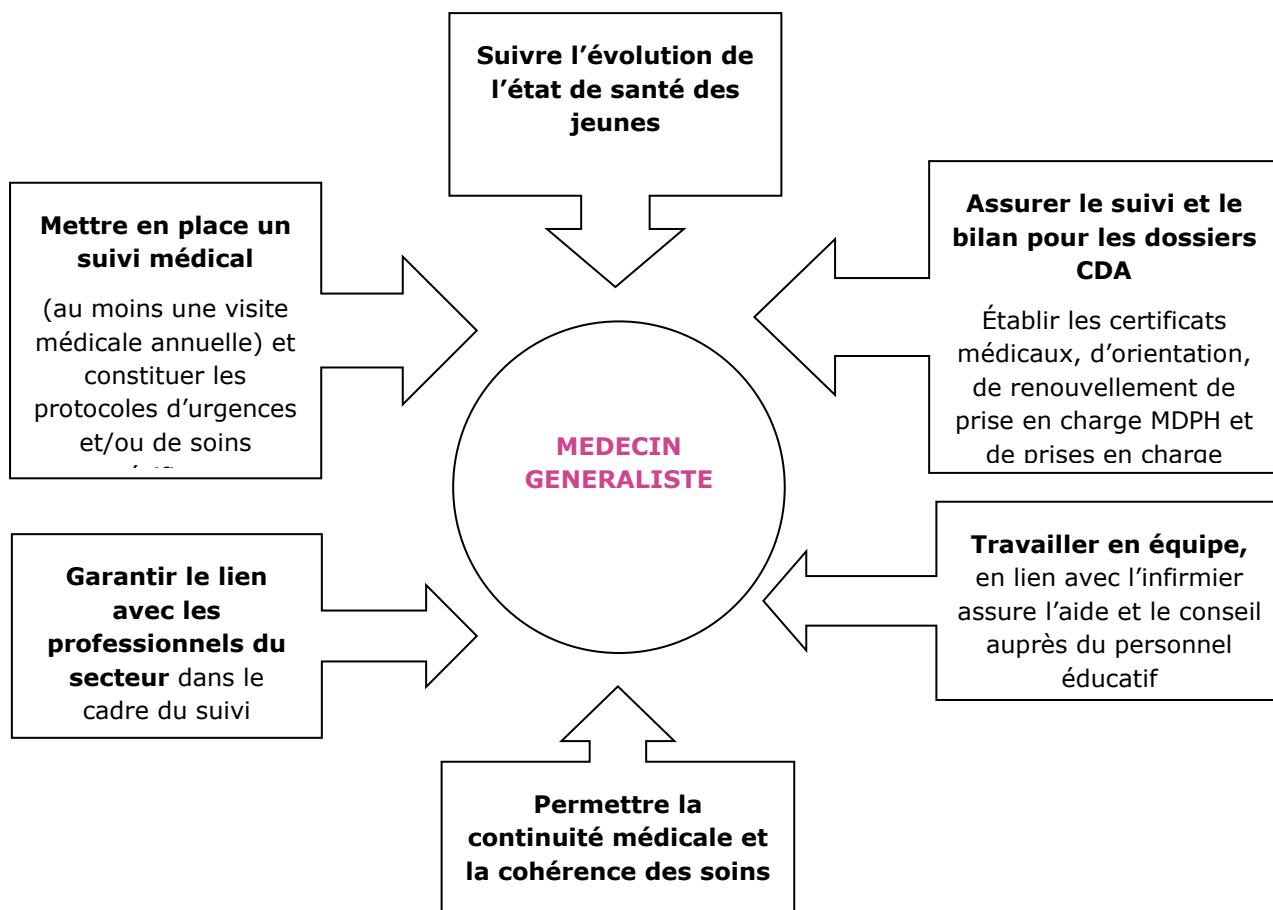 Suivre l’évolution de
l’état de santé des
jeunes
Mettre en place un
suivi médical
(au moins une visite
médicale annuelle) et
constituer les
protocoles d’urgences
et/ou de soins
Assurer le suivi et le
bilan pour les dossiers
CDA
Établir les certificats
médicaux, d’orientation,
de renouvellement de
prise en charge MDPH et
de prises en charge
MEDECIN
GENERALISTE
Garantir le lien
avec les
professionnels du
secteur dans le
cadre du suivi
Travailler en équipe,
en lien avec l’infirmier
assure l’aide et le conseil
auprès du personnel
éducatif
Permettre la
continuité médicale et
la cohérence des soins